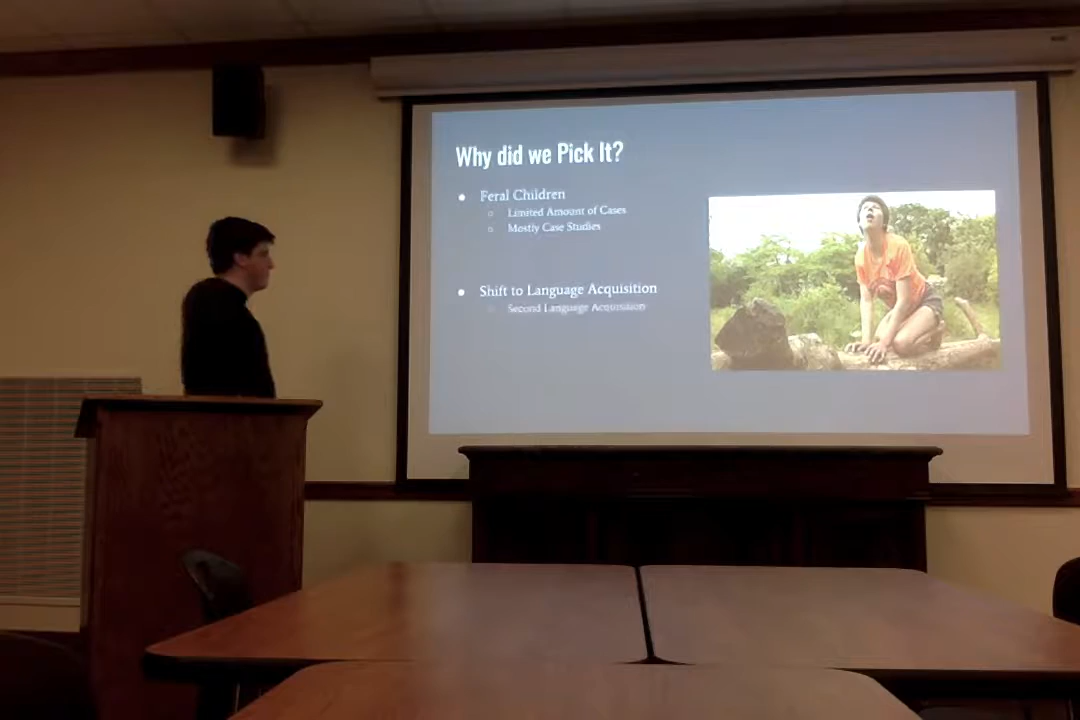 Why did we Pick It?
Feral Children
Limited Amount of Cases
Mostly Case Studies
Shift to Language Acquisition
Second Language Acquisition